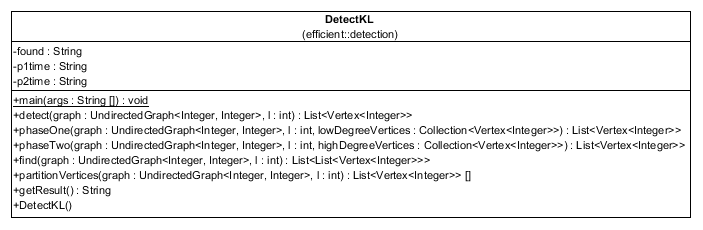 DetectKL
(efficient::detection)
-found : String
-p1time : String
-p2time : String
+main(args : String []) : void
+detect(graph : UndirectedGraph<Integer, Integer>, l : int) : List<Vertex<Integer>>
+phaseOne(graph : UndirectedGraph<Integer, Integer>, l : int, lowDegreeVertices : Collection<Vertex<Integer>>) : List<Vertex<Integer>>
+phaseTwo(graph : UndirectedGraph<Integer, Integer>, l : int, highDegreeVertices : Collection<Vertex<Integer>>) : List<Vertex<Integer>>
+find(graph : UndirectedGraph<Integer, Integer>, l : int) : List<List<Vertex<Integer>>>
+partitionVertices(graph : UndirectedGraph<Integer, Integer>, l : int) : List<Vertex<Integer>> []
+getResult() : String
+DetectKL()